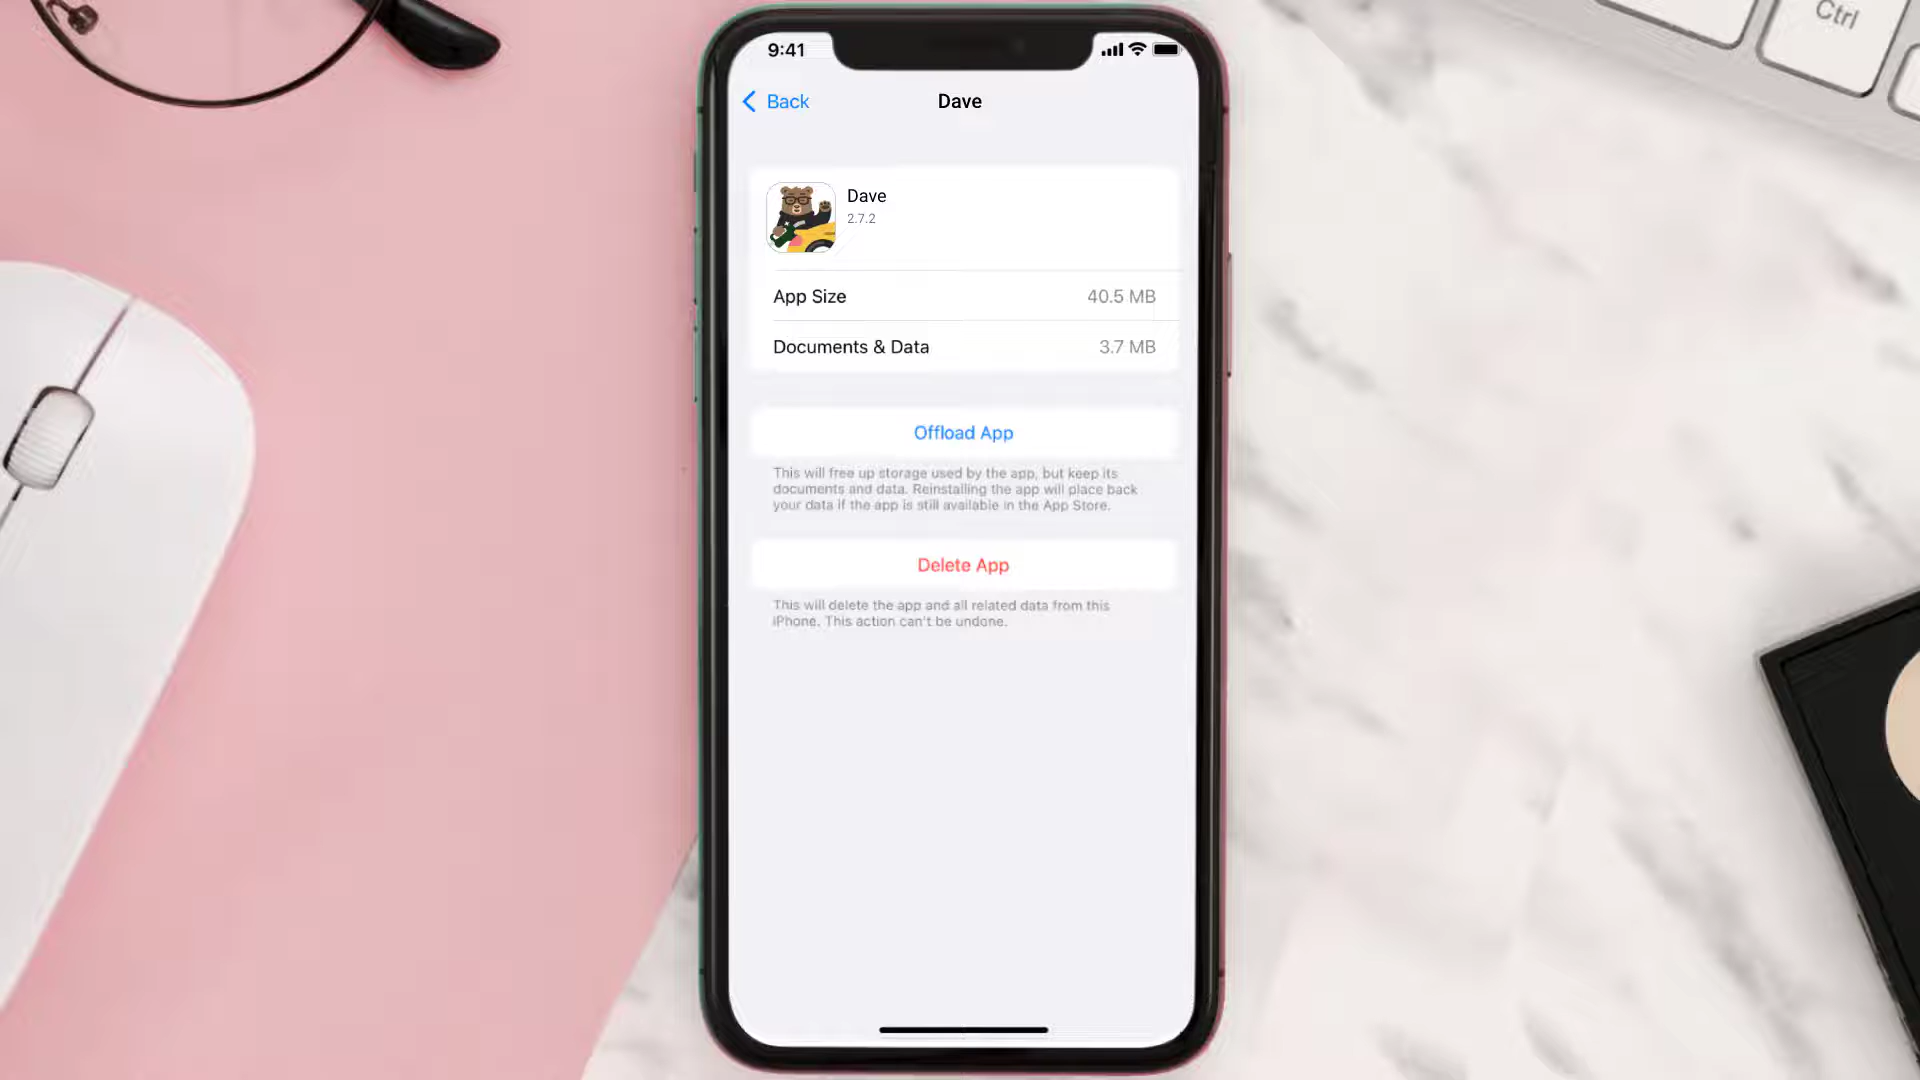 Ctrl
9:41
Back
Dave
Dave
2.7.2
App Size
40.5 MB
Documents & Data
3.7 MB
Offload App
This will free up storage used by the app, but keep its
documents and data. Reinstalling the app will place back
your data if the app is still available in the App Store.
Delete App
This will delete the app and all related data from this
iPhone. This action can't be undone.